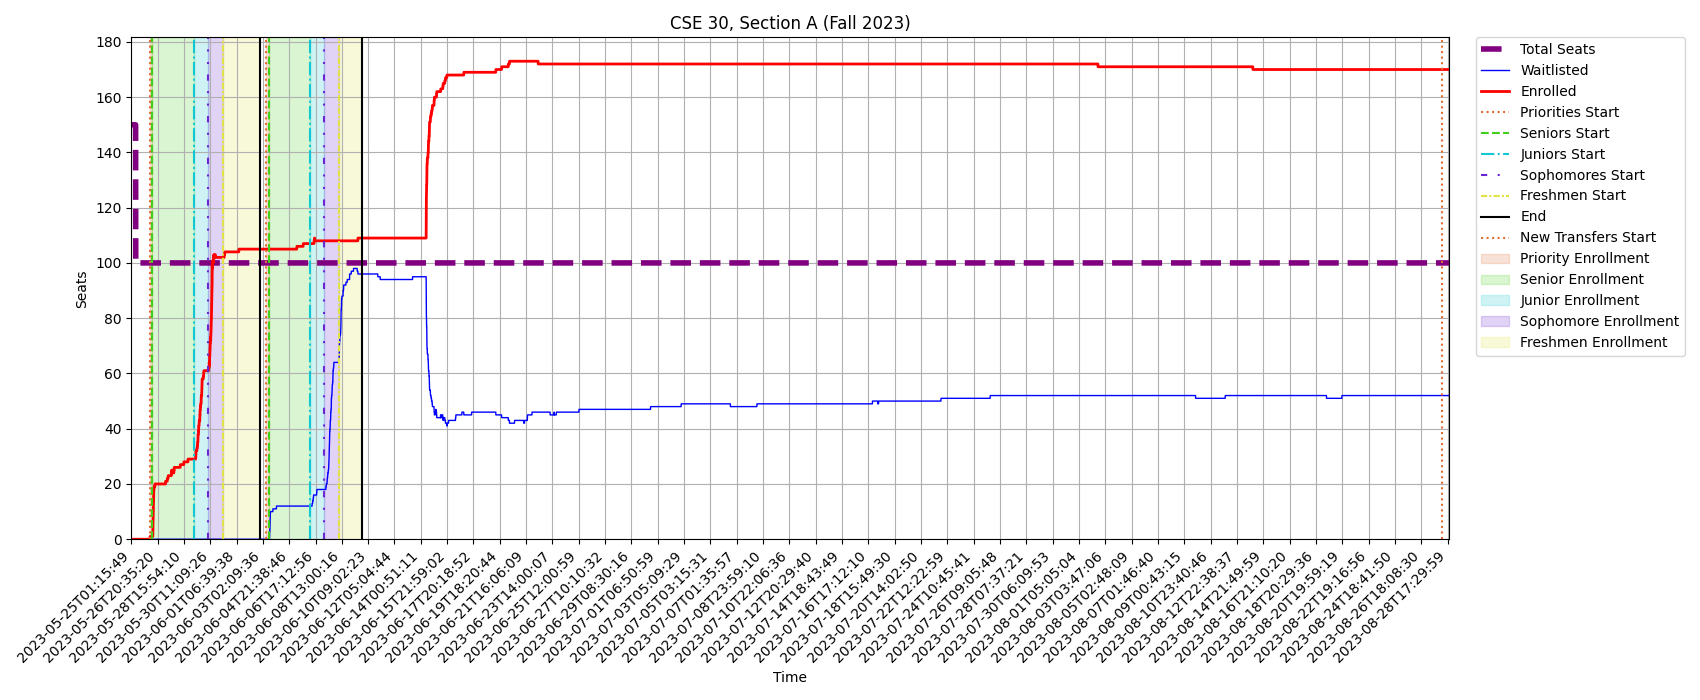 CSE 30, Section A (Fall 2023)
Seats
180
160
140
120
100
80
60
40
20
0
2023-05-25T01:15:49
2023-05-26T20:35:20
2023-05-28T15:54:10
2023-05-30T11:09:26
2023-06-01T06:39:38
2023-06-03T02:09:36
2023-06-04T21:38:46
2023-06-06T17:12:56
2023-06-08T13:00:16
2023-06-10T09:02:23
2023-06-12T05:04:44
2023-06-14T00:51:11
2023-06-15T21:59:02
2023-06-17T20:18:52
2023-06-19T18:20:44
2023-06-21T16:06:09
2023-06-23T14:00:07
2023-06-25T12:00:59
2023-06-27T10:10:32
2023-06-29T08:30:16
2023-07-01T06:50:59
2023-07-03T05:09:29
2023-07-05T03:15:31
2023-07-07T01:35:57
2023-07-08T23:59:10
2023-07-10T22:06:36
2023-07-12T20:29:40
2023-07-14T18:43:49
2023-07-16T17:12:10
2023-07-18T15:49:30
2023-07-20T14:02:50
2023-07-22T12:22:59
2023-07-24T10:45:41
2023-07-26T09:05:48
2023-07-28T07:37:21
2023-07-30T06:09:53
2023-08-01T05:05:04
2023-08-03T03:47:06
2023-08-05T02:48:09
2023-08-07T01:46:40
2023-08-09T00:43:15
2023-08-10T23:40:46
2023-08-12T22:38:37
2023-08-14T21:49:59
2023-08-16T21:10:20
2023-08-18T20:29:36
2023-08-20T19:59:19
2023-08-22T19:16:56
2023-08-24T18:41:50
2023-08-26T18:08:30
2023-08-28T17:29:59
Time
Total Seats
Waitlisted
Enrolled
Priorities Start
Seniors Start
Juniors Start
Sophomores Start
Freshmen Start
End
New Transfers Start
Priority Enrollment
Senior Enrollment
Junior Enrollment
Sophomore Enrollment
Freshmen Enrollment